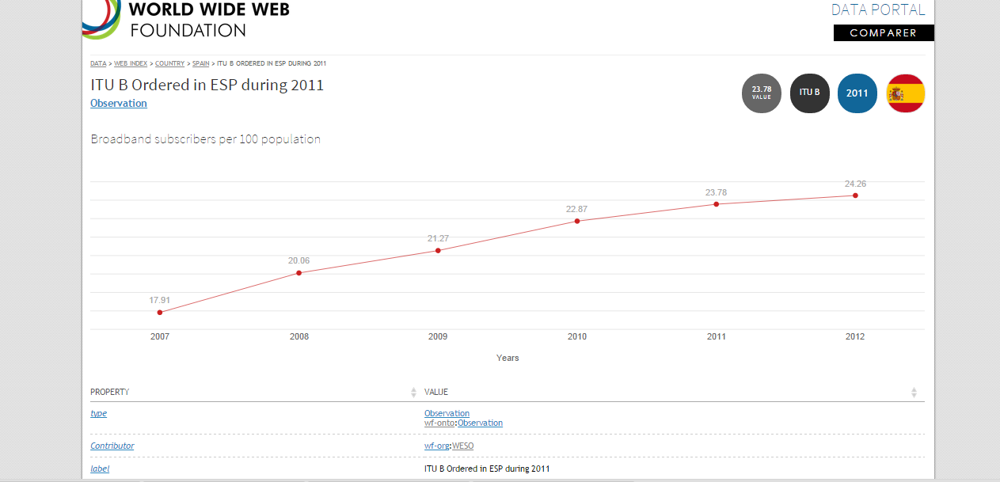 WORLD WIDE WEB
FOUNDATION
DATA PORTAL
COMPARER
DATA > WEB INDEX > COUNTRY > SPAIN > ITU B ORDERED IN ESP DURING 2011
ITU B Ordered in ESP during 2011
Observation
23.78
VALUE
ITU B
2011
Broadband subscribers per 100 population
17.91
20.06
21.27
22.87
23.78
24.26
2007 2008 2009 2010 2011 2012
Years
PROPERTY VALUE
type Observation
wf-onto:Observation
Contributor wf-org:WESO
label ITU B Ordered in ESP during 2011